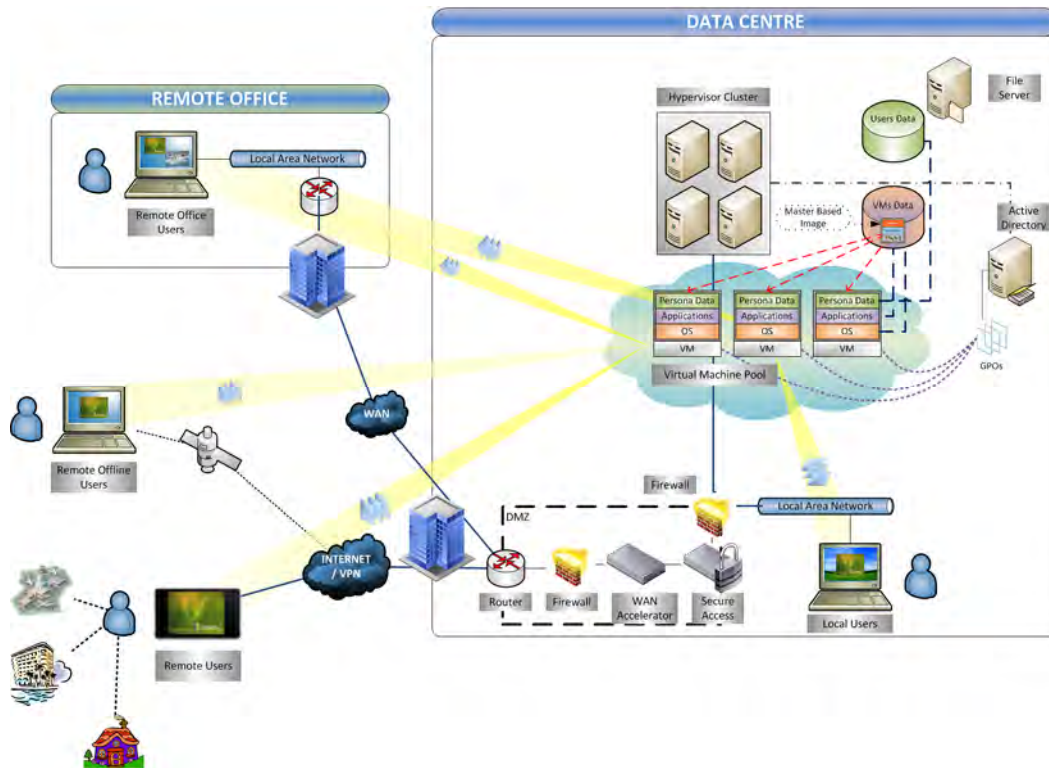 DATA CENTRE
REMOTE OFFICE
Local Area Network
Remote Office
Users
Hypervisor Cluster
File
Server
Users Data
VMs Data
Master Based
Image
Active
Directory
Persona Data
Applications
OS
VM
Persona Data
Applications
OS
VM
Persona Data
Applications
OS
VM
Virtual Machine Pool
GPOs
WAN
Remote Offline
Users
INTERNET
/ VPN
Remote Users
Firewall
DMZ
Local Area Network
Router
Firewall
WAN
Accelerator
Secure
Access
Local Users